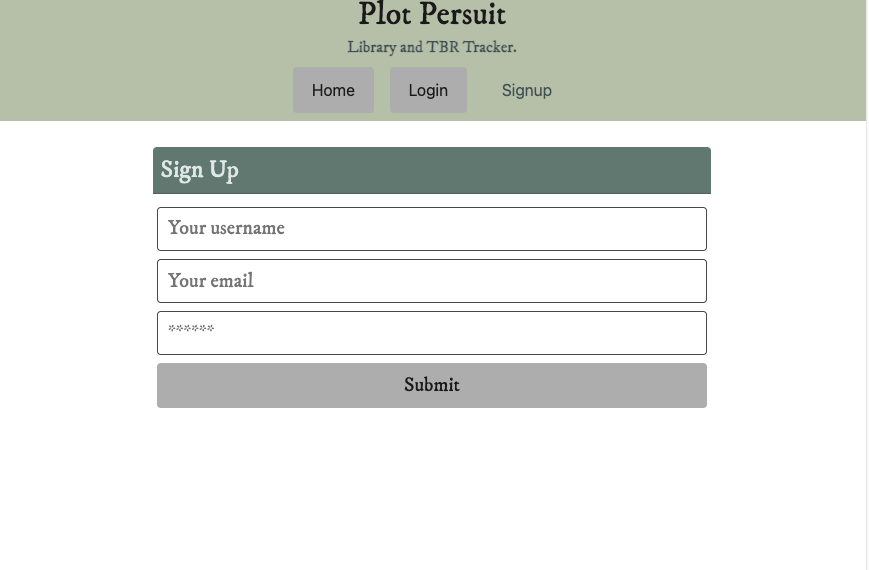 Plot Persuit
Library and TBR Tracker.
Home Login Signup
Sign Up
Your username
Your email
******
Submit